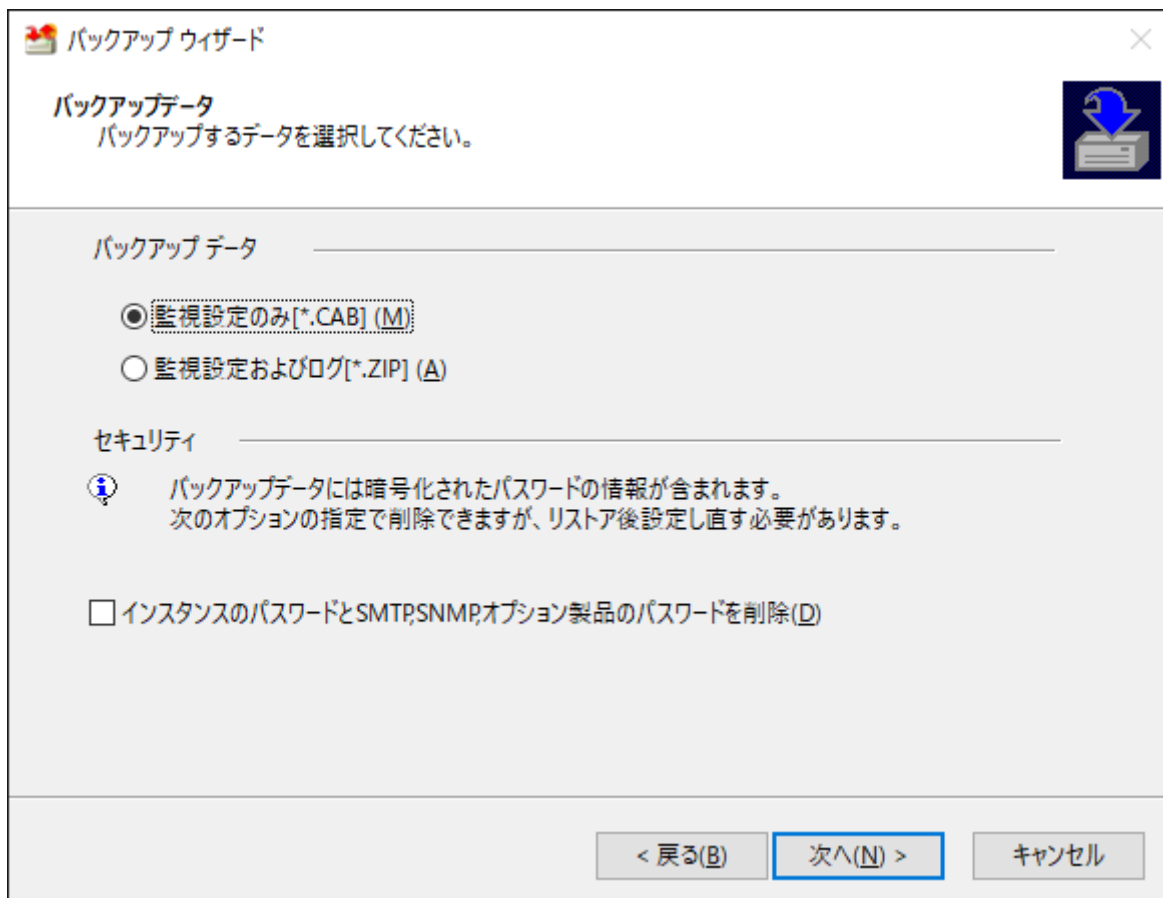 バックアップ ウィザード
バックアップデータ
バックアップするデータを選択してください。
バックアップ データ
監視設定のみ[*.CAB] (M)
監視設定およびログ[*.ZIP] (A)
セキュリティ
バックアップデータには暗号化されたパスワードの情報が含まれます。
次のオプションの指定で削除できますが、リストア後設定し直す必要があります。
インスタンスのパスワードとSMTP,SNMP,オプション製品のパスワードを削除(D)
< 戻る(B)
次へ(N) >
キャンセル